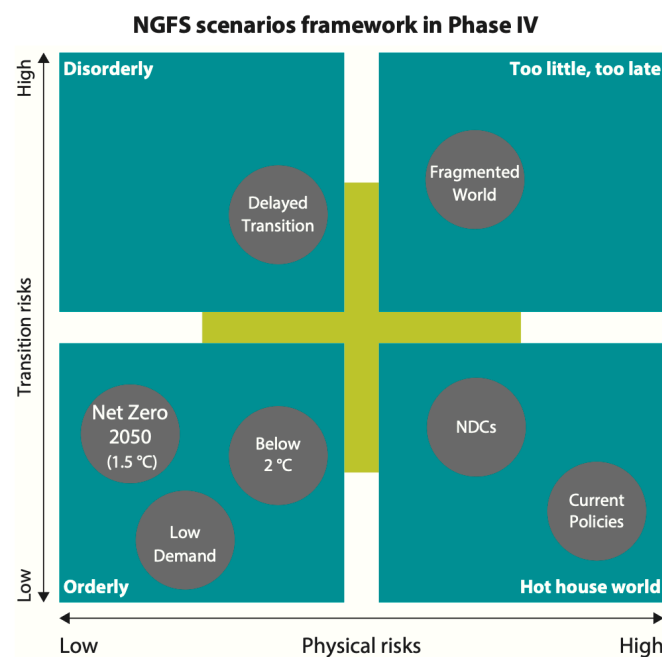 NGFS scenarios framework in Phase IV
High
Transition risks
Low
Disorderly
Too little, too late
Delayed
Transition
Fragmented
World
Net Zero
2050
(1.5 °C)
Below
2 °C
Low
Demand
NDCs
Current
Policies
Orderly
Hot house world
Low
Physical risks
High